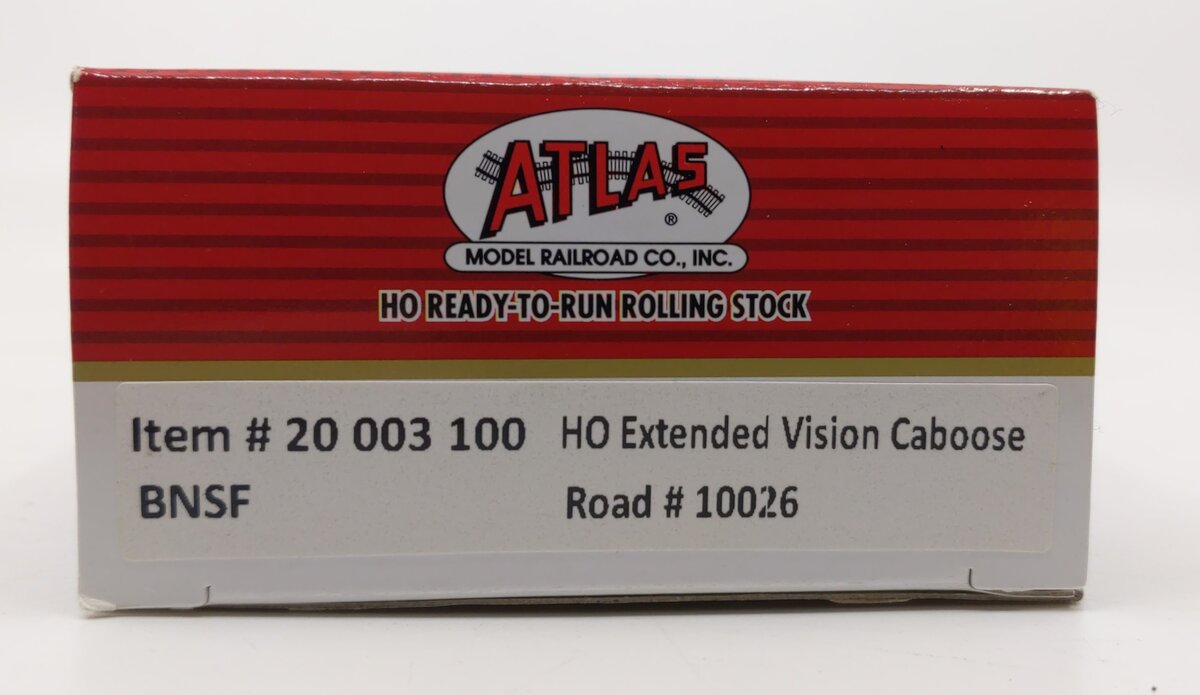 ATLAS
®
MODEL RAILROAD CO., INC.
HO READY-TO-RUN ROLLING STOCK
Item # 20 003 100 HO Extended Vision Caboose
BNSF Road # 10026